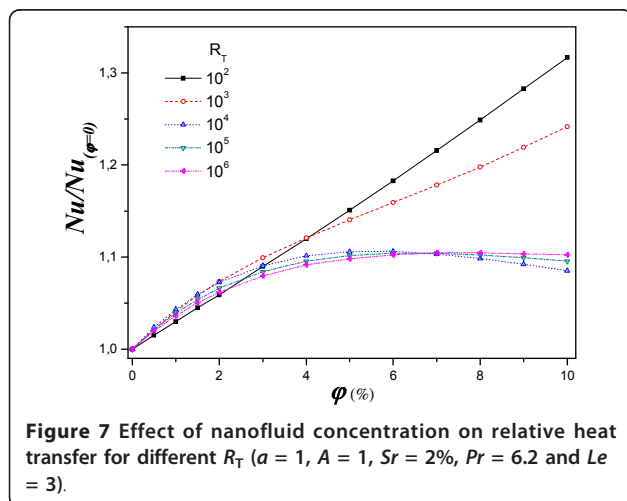 R_T
10^2
10^3
10^4
10^5
10^6
1,3
1,2
1,1
1,0
Nu/Nu_(φ=0)
0 2 4 6 8 10
φ (%)
Figure 7 Effect of nanofluid concentration on relative heat
transfer for different R_T (a = 1, A = 1, Sr = 2%, Pr = 6.2 and Le
= 3).